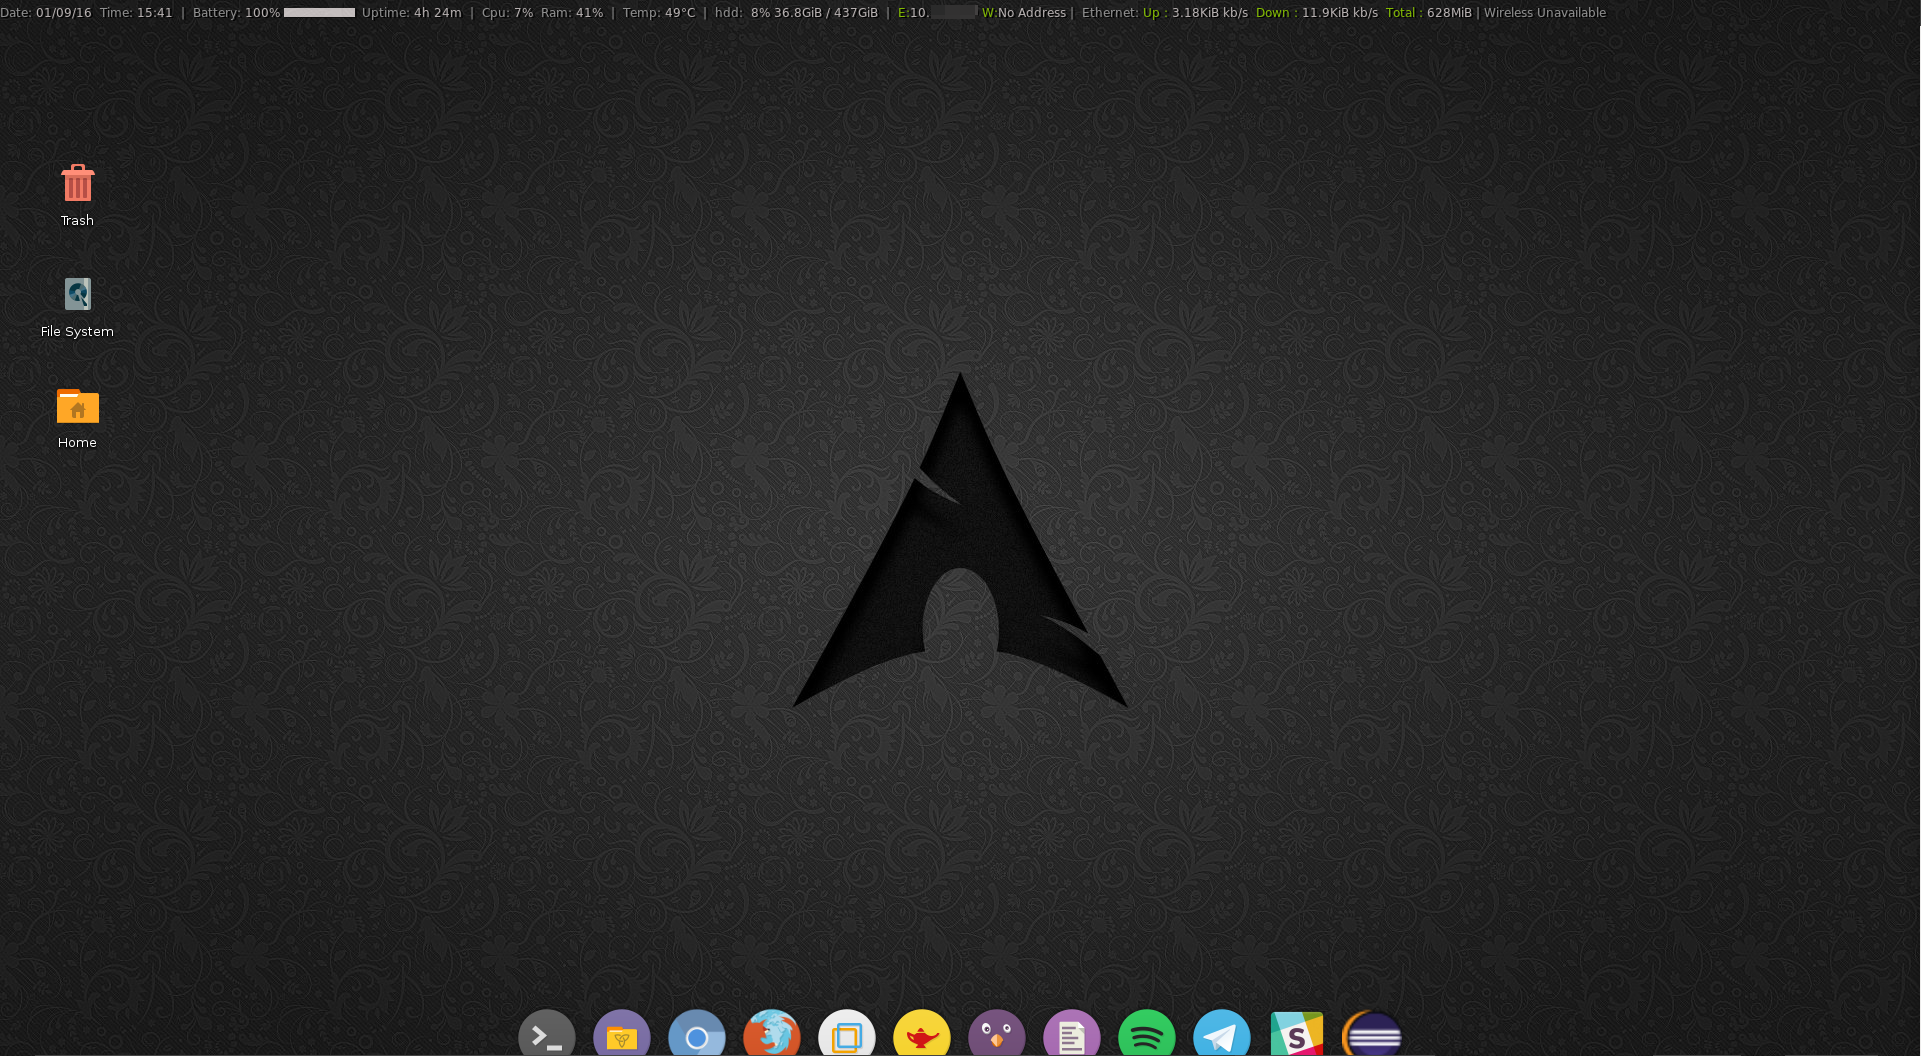 Date: 01/09/16 Time: 15:41 | Battery: 100% Uptime: 4h 24m | Cpu: 7% Ram: 41% | Temp: 49°C | hdd: 8% 36.8GiB / 437GiB | E:10. W:No Address | Ethernet: Up : 3.18KiB kb/s Down : 11.9KiB kb/s Total : 628MiB | Wireless Unavailable
Trash
File System
Home